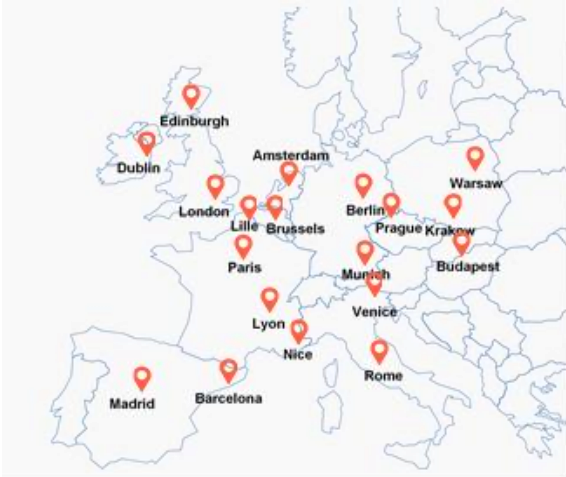 Edinburgh
Amsterdam
Dublin
Warsaw
London
Berlin
Lille
Brussels
Prague
Krakow
Paris
Munich
Budapest
Venice
Lyon
Nice
Rome
Madrid
Barcelona